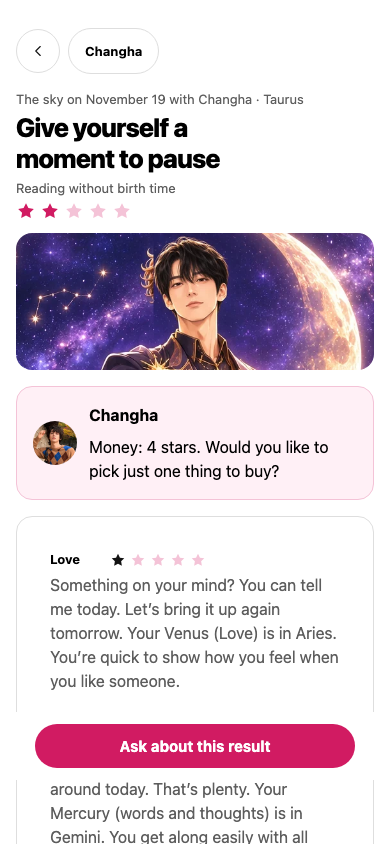 Changha
The sky on November 19 with Changha · Taurus
Give yourself a
moment to pause
Reading without birth time
Changha
Money: 4 stars. Would you like to
pick just one thing to buy?
Love
Something on your mind? You can tell
me today. Let’s bring it up again
tomorrow. Your Venus (Love) is in Aries.
You’re quick to show how you feel when
you like someone.
Ask about this result
around today. That’s plenty. Your
Mercury (words and thoughts) is in
Gemini. You get along easily with all